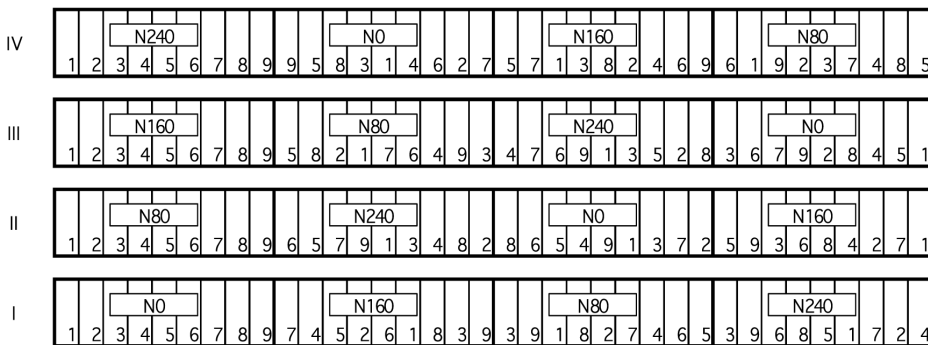 N240 N0 N160 N80
IV
1 2 3 4 5 6 7 8 9 9 5 8 3 1 4 6 2 7 5 7 1 3 8 2 4 6 9 6 1 9 2 3 7 4 8 5
N160 N80 N240 N0
III
1 2 3 4 5 6 7 8 9 5 8 2 1 7 6 4 9 3 4 7 6 9 1 3 5 2 8 3 6 7 9 2 8 4 5 1
N80 N240 N0 N160
II
1 2 3 4 5 6 7 8 9 6 5 7 9 1 3 4 8 2 8 6 5 4 9 1 3 7 2 5 9 3 6 8 4 2 7 1
N0 N160 N80 N240
I
1 2 3 4 5 6 7 8 9 7 4 5 2 6 1 8 3 9 3 9 1 8 2 7 4 6 5 3 9 6 8 5 1 7 2 4